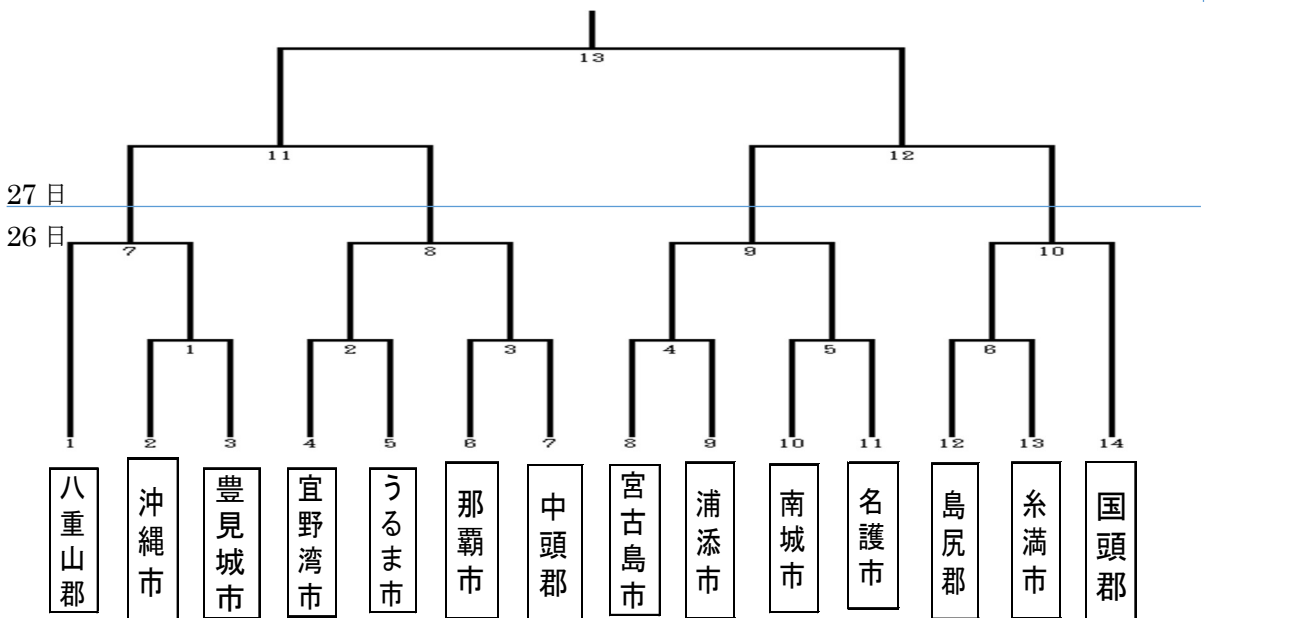 13
11
12
27日
26日
7
8
9
10
1
2
3
4
5
6
1
2
3
4
5
6
7
8
9
10
11
12
13
14
八重山郡
沖縄市
豊見城市
宜野湾市
うるま市
那覇市
中頭郡
宮古島市
浦添市
南城市
名護市
島尻郡
糸満市
国頭郡